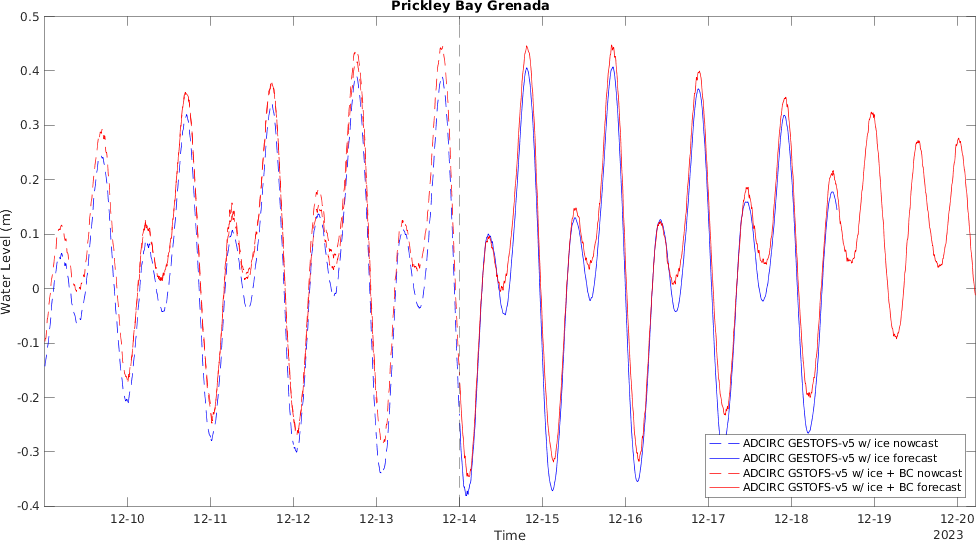 Prickley Bay Grenada
0.5
0.4
0.3
0.2
0.1
0
-0.1
-0.2
-0.3
-0.4
Water Level (m)
12-10 12-11 12-12 12-13 12-14 12-15 12-16 12-17 12-18 12-19 12-20
Time
2023
ADCIRC GESTOFS-v5 w/ ice nowcast
ADCIRC GESTOFS-v5 w/ ice forecast
ADCIRC GSTOFS-v5 w/ ice + BC nowcast
ADCIRC GSTOFS-v5 w/ ice + BC forecast